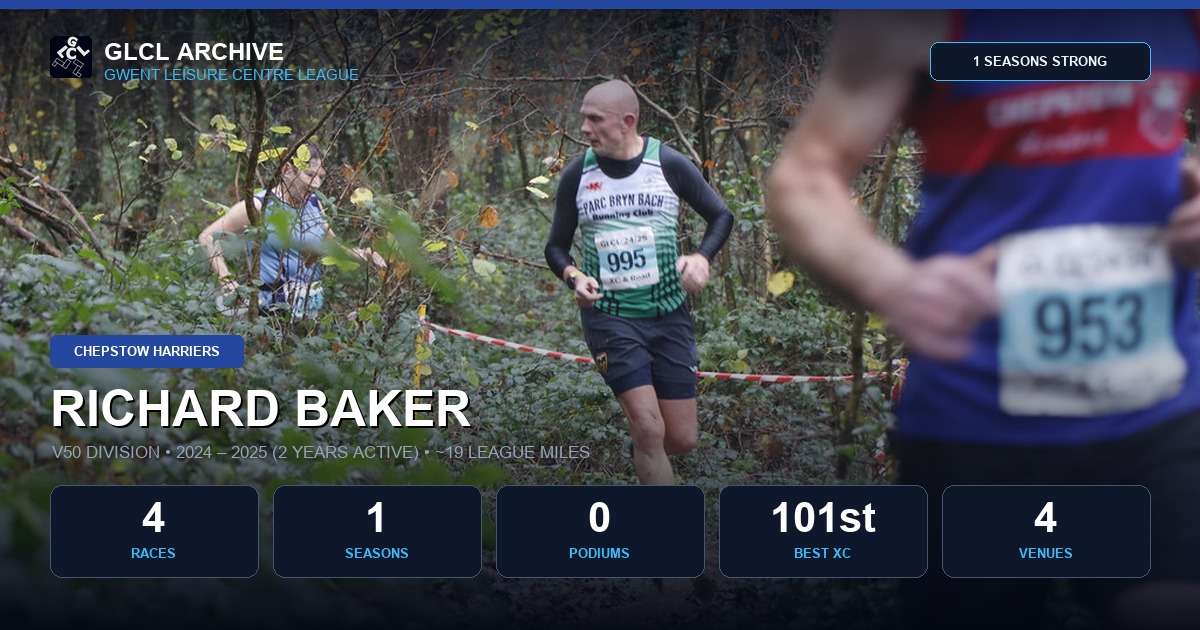 GLCL ARCHIVE
GWENT LEISURE CENTRE LEAGUE
1 SEASONS STRONG
CHEPSTOW
PARC BRYN BACH
Running Club
GLCL 24-25
995
XC & Road
953
CHEPSTOW HARRIERS
RICHARD BAKER
V50 DIVISION • 2024 – 2025 (2 YEARS ACTIVE) • ~19 LEAGUE MILES
4
RACES
1
SEASONS
0
PODIUMS
101st
BEST XC
4
VENUES